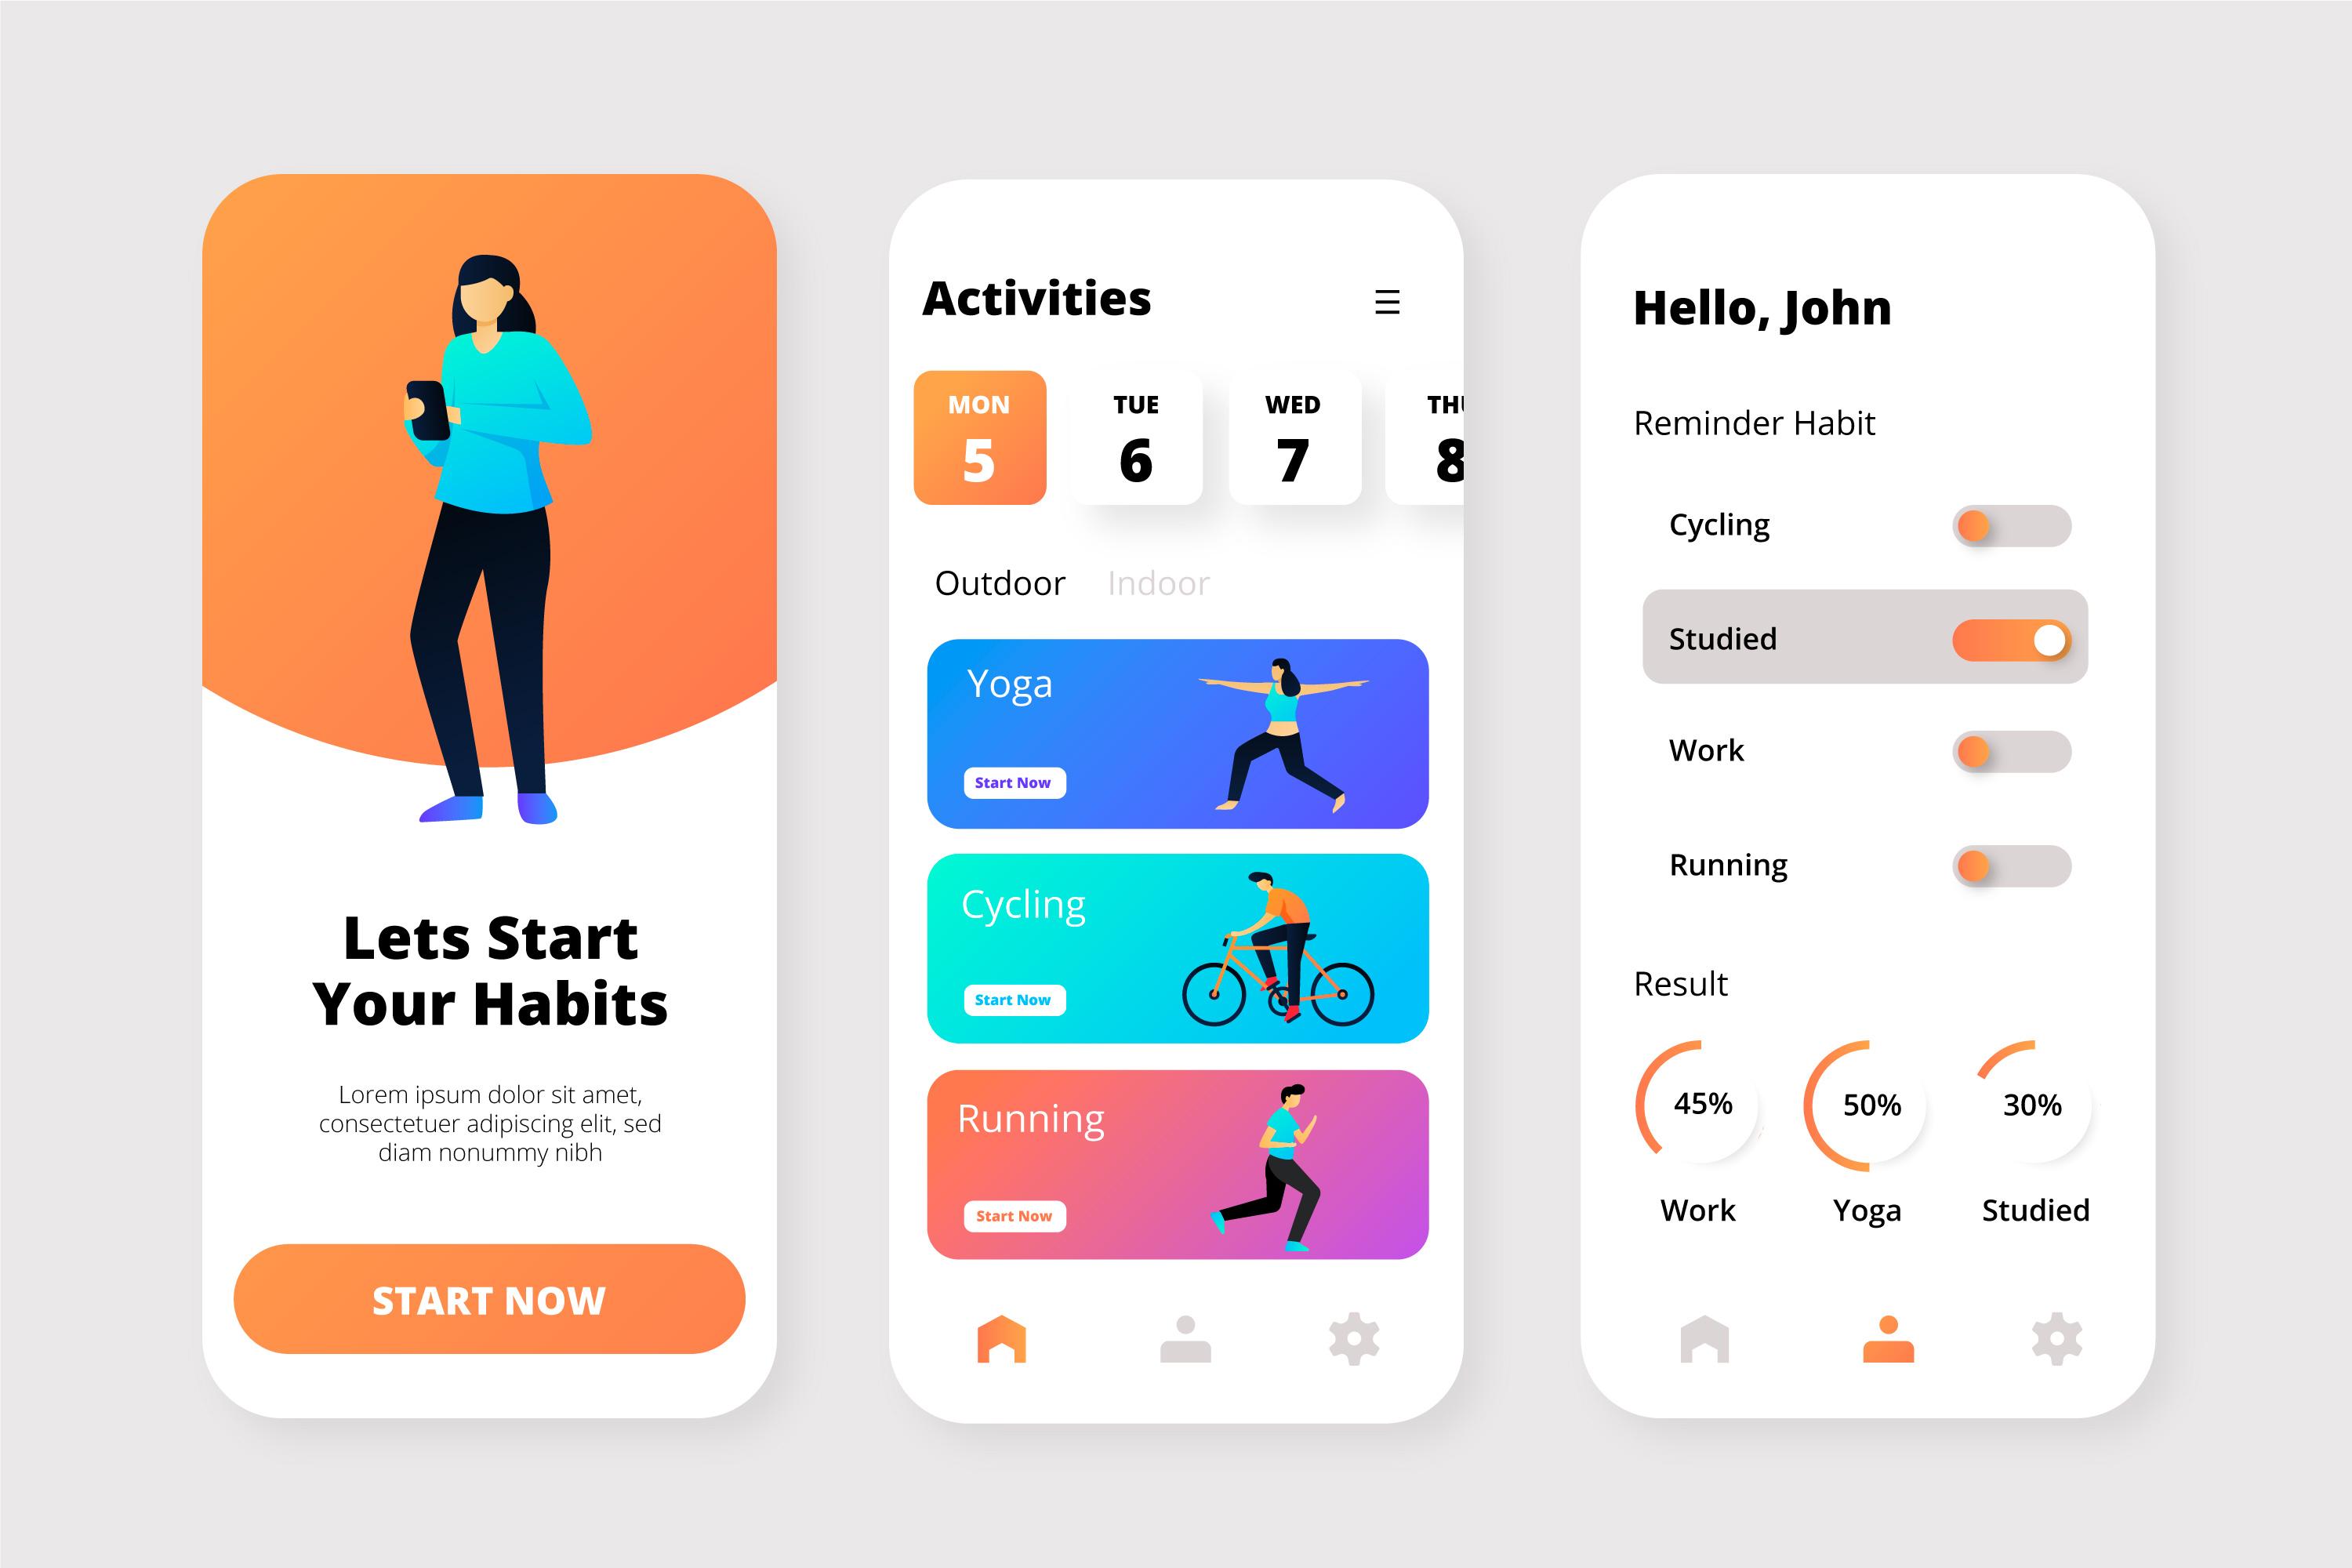 Lets Start
Your Habits
Lorem ipsum dolor sit amet,
consectetuer adipiscing elit, sed
diam nonummy nibh
START NOW
Activities
MON TUE WED THU
5 6 7 8
Outdoor Indoor
Yoga
Start Now
Cycling
Start Now
Running
Start Now
Hello, John
Reminder Habit
Cycling
Studied
Work
Running
Result
45% 50% 30%
Work Yoga Studied